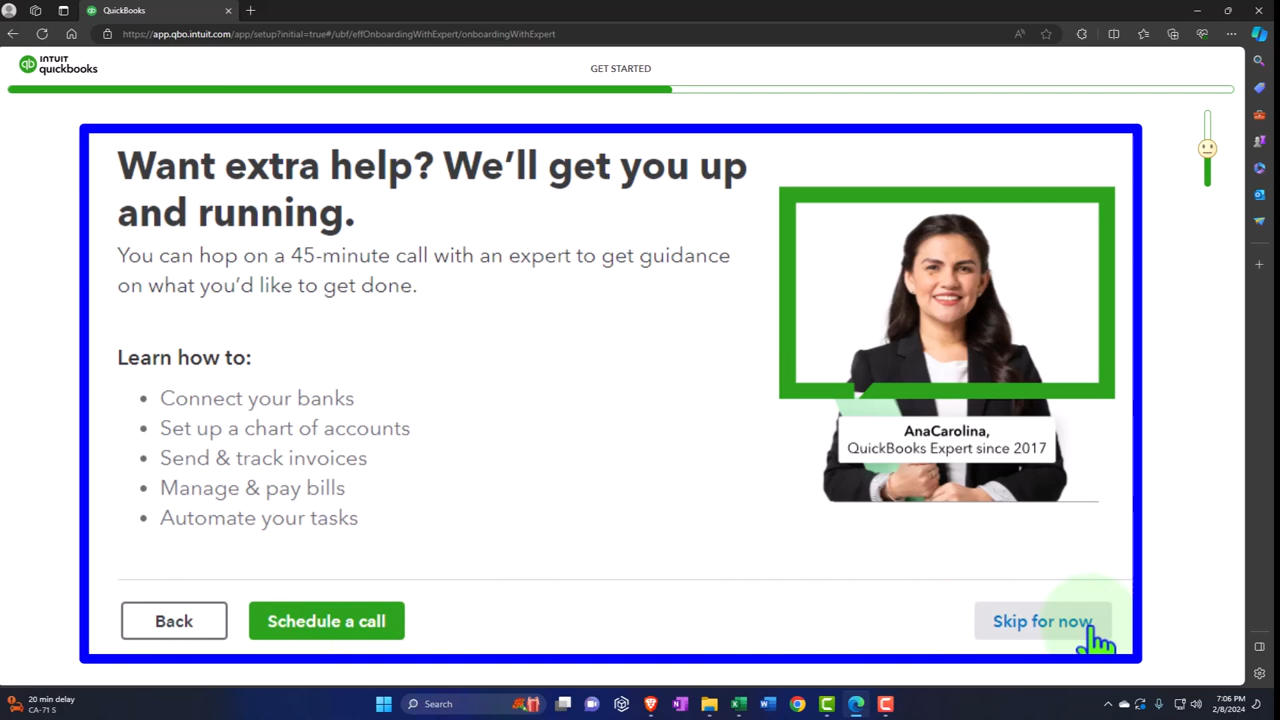 QuickBooks
https://app.qbo.intuit.com/app/setup?initial=true#/ubf/effOnboardingWithExpert/onboardingWithExpert
qb INTUIT
quickbooks
GET STARTED
Want extra help? We’ll get you up
and running.
You can hop on a 45-minute call with an expert to get guidance
on what you’d like to get done.
Learn how to:
• Connect your banks
• Set up a chart of accounts
• Send & track invoices
• Manage & pay bills
• Automate your tasks
AnaCarolina,
QuickBooks Expert since 2017
Back
Schedule a call
Skip for now
20 min delay
CA-71 S
Search
7:06 PM
2/8/2024